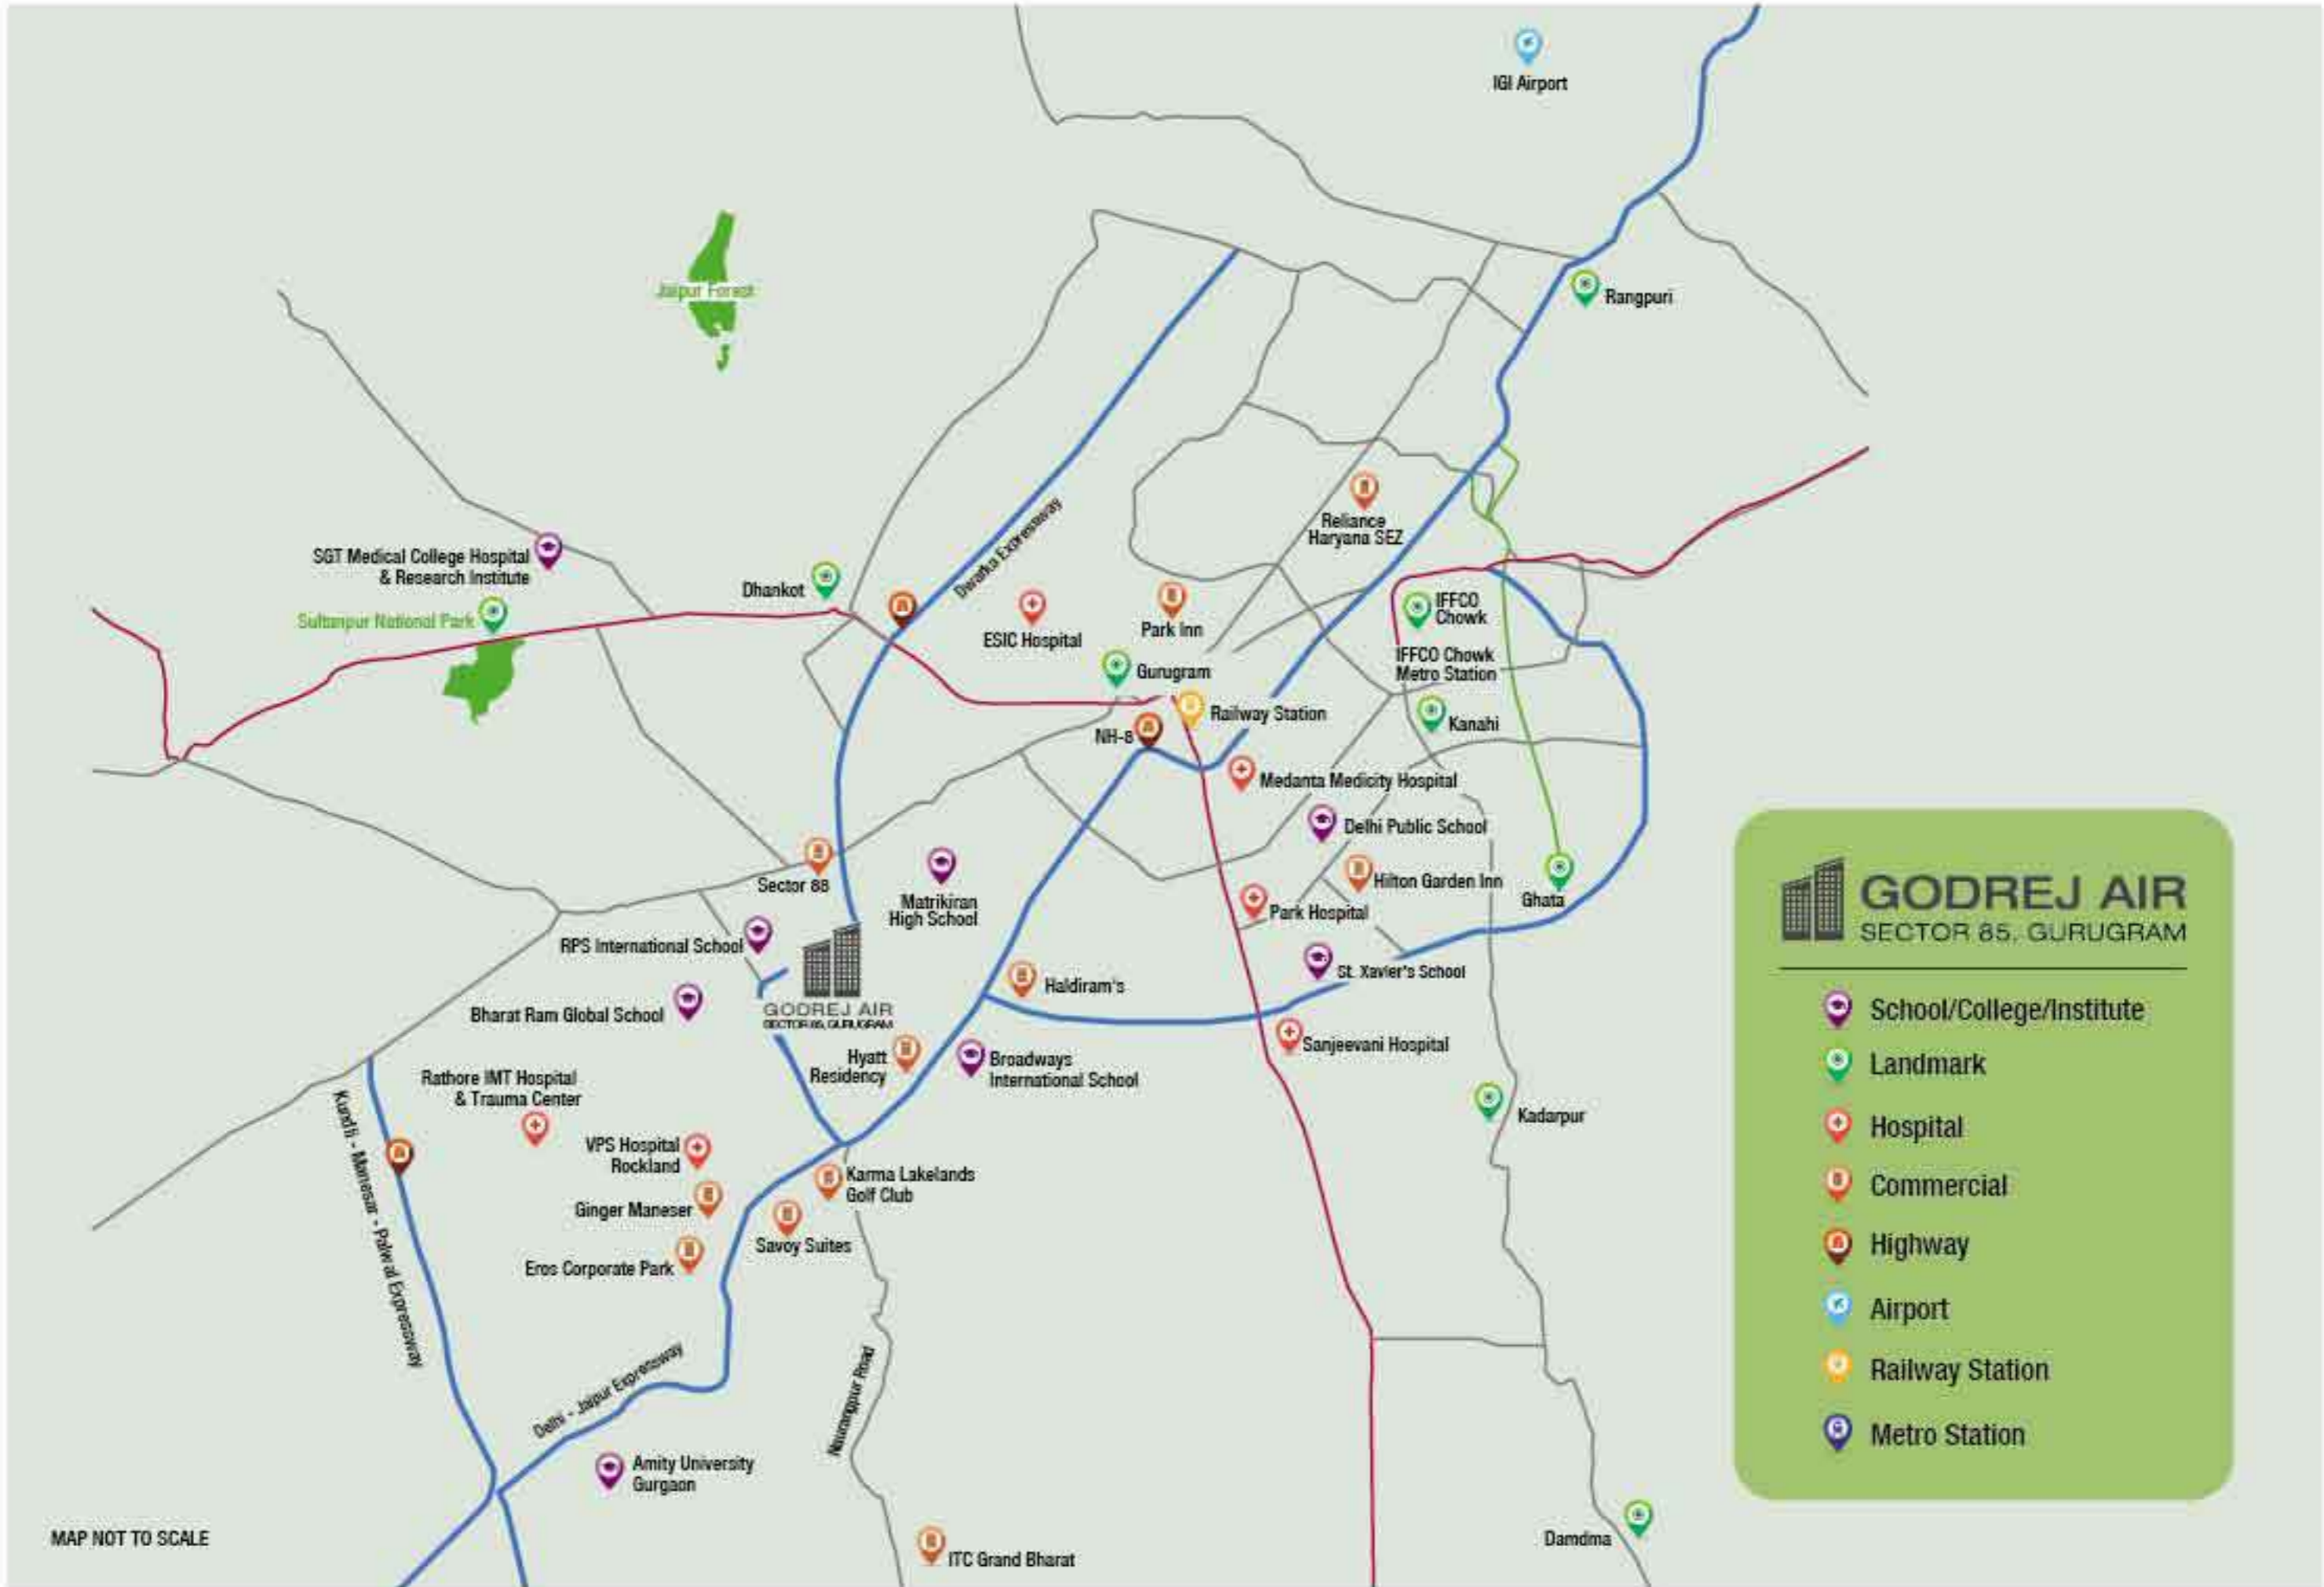 IGI Airport
Jaipur Forest
Rangpuri
Dwarka Expressway
Reliance
Haryana SEZ
SGT Medical College Hospital
& Research Institute
Sultanpur National Park
Dhankot
ESIC Hospital
Park Inn
IFFCO
Chowk
IFFCO Chowk
Metro Station
Gurugram
Railway Station
NH-8
Kanahi
Medanta Medicity Hospital
Delhi Public School
Hilton Garden Inn
Ghata
Park Hospital
Sector 88
Matrikiran
High School
RPS International School
St. Xavier's School
Haldiram's
Bharat Ram Global School
GODREJ AIR
SECTOR 85, GURUGRAM
Hyatt
Residency
Broadways
International School
Sanjeevani Hospital
Rathore IMT Hospital
& Trauma Center
Kadarpur
VPS Hospital
Rockland
Karma Lakelands
Golf Club
Ginger Maneser
Savoy Suites
Eros Corporate Park
Kundli - Manesar - Palwal Expressway
Delhi - Jaipur Expressway
Naurangpur Road
Amity University
Gurgaon
MAP NOT TO SCALE
ITC Grand Bharat
Damdma
GODREJ AIR
SECTOR 85, GURUGRAM
School/College/Institute
Landmark
Hospital
Commercial
Highway
Airport
Railway Station
Metro Station